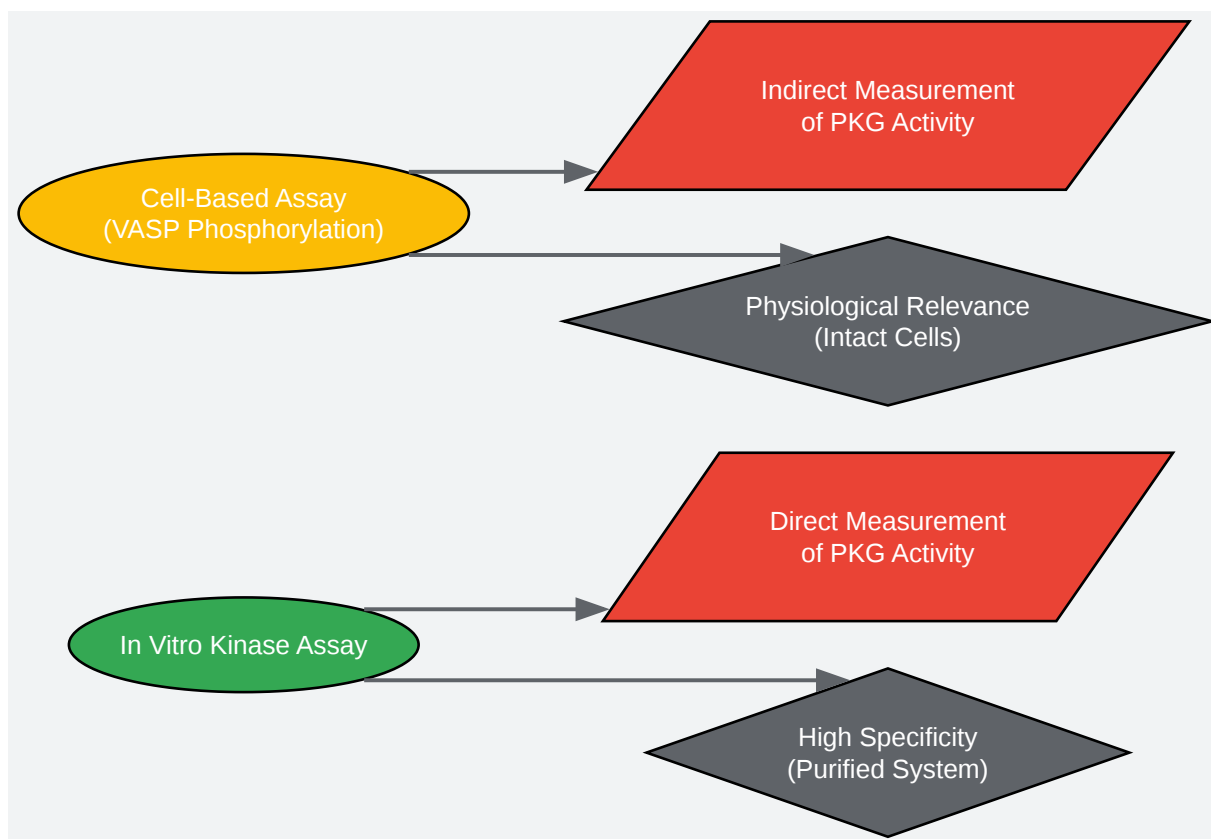 Indirect Measurement
of PKG Activity
Cell-Based Assay
(VASP Phosphorylation)
Physiological Relevance
(Intact Cells)
Direct Measurement
of PKG Activity
In Vitro Kinase Assay
High Specificity
(Purified System)